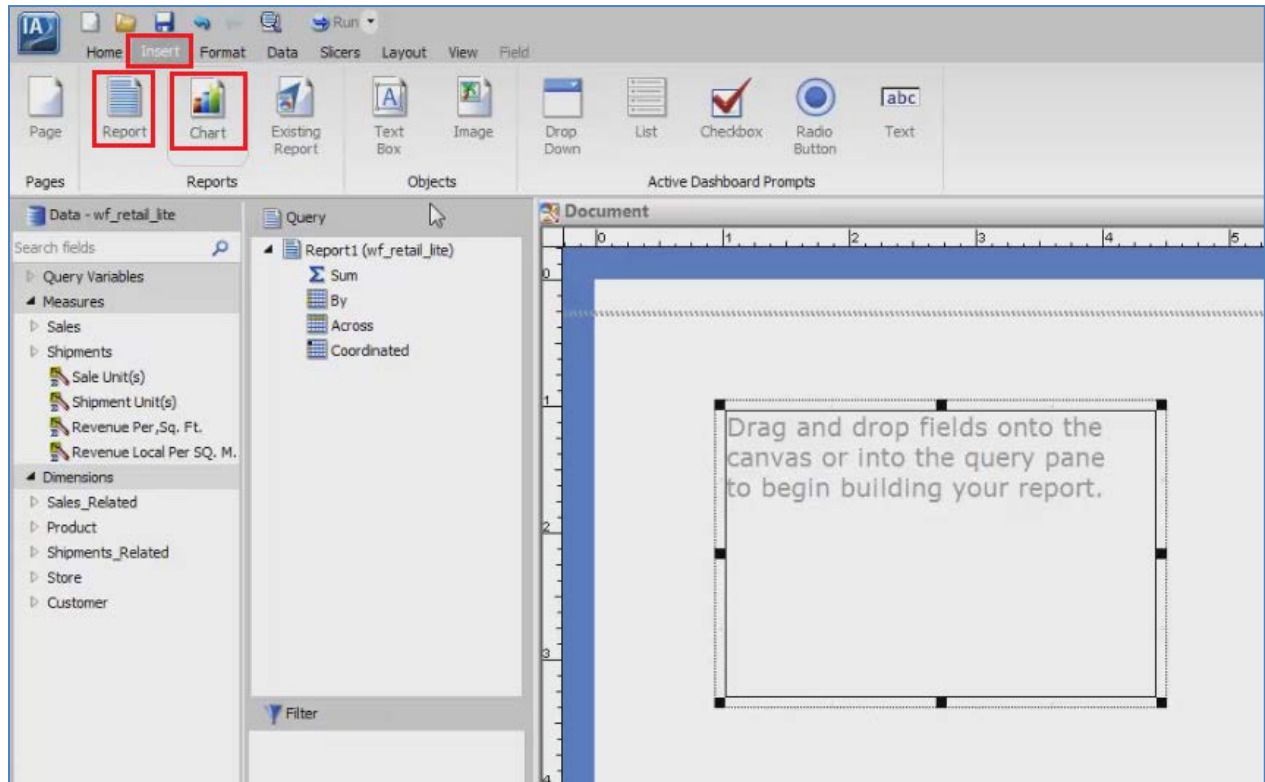 IA
Run
Home Insert Format Data Slicers Layout View Field
Page
Report
Chart
Existing
Report
A
Text
Box
Image
Drop
Down
List
Checkbox
Radio
Button
abc
Text
Pages
Reports
Objects
Active Dashboard Prompts
Data - wf_retail_lite
Search fields
Query Variables
Measures
Sales
Shipments
Sale Unit(s)
Shipment Unit(s)
Revenue Per,Sq. Ft.
Revenue Local Per SQ. M.
Dimensions
Sales_Related
Product
Shipments_Related
Store
Customer
Query
Report1 (wf_retail_lite)
Sum
By
Across
Coordinated
Filter
Document
0 1 2 3 4 5
0
1
2
3
4
Drag and drop fields onto the
canvas or into the query pane
to begin building your report.